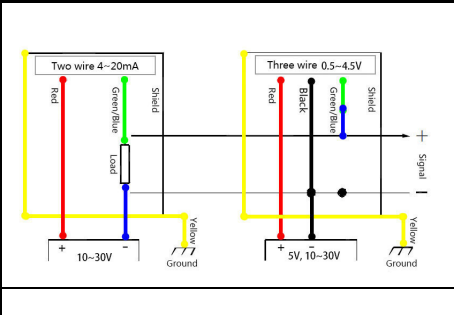 Two wire 4~20mA
Red
Green/Blue
Shield
Load
Yellow
+
-
10~30V
Ground
Three wire 0.5~4.5V
Red
Black
Green/Blue
Shield
+
Signal
-
Yellow
+
-
5V, 10~30V
Ground